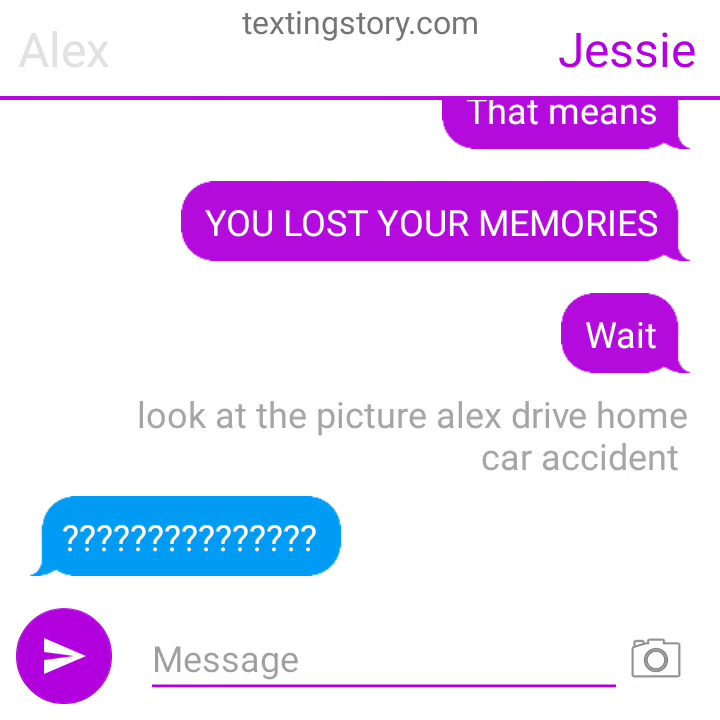 textingstory.com
Alex
Jessie
That means
YOU LOST YOUR MEMORIES
Wait
look at the picture alex drive home
car accident
???????????????
Message